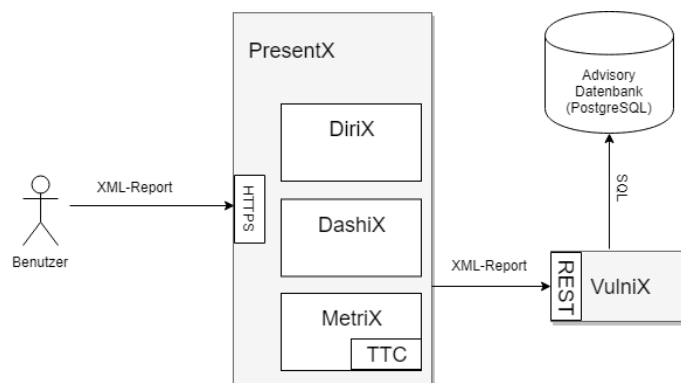 PresentX
DiriX
XML-Report
HTTPS
Benutzer
DashiX
MetriX
TTC
XML-Report
Advisory
Datenbank
(PostgreSQL)
SQL
REST
VulniX